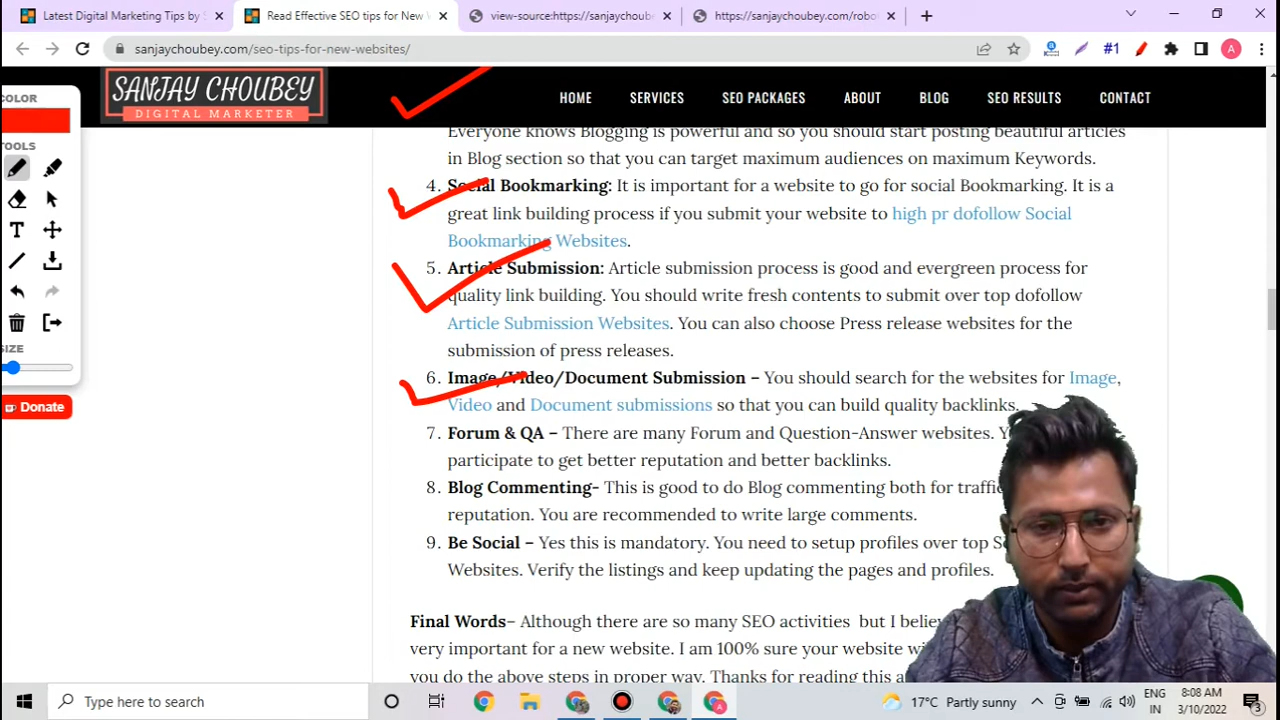 Latest Digital Marketing Tips by S
Read Effective SEO tips for New W
view-source:https://sanjaychoube
https://sanjaychoubey.com/robo
sanjaychoubey.com/seo-tips-for-new-websites/
#1
A
COLOR
TOOLS
SIZE
Donate
SANJAY CHOUBEY
DIGITAL MARKETER
HOME SERVICES SEO PACKAGES ABOUT BLOG SEO RESULTS CONTACT
Everyone knows Blogging is powerful and so you should start posting beautiful articles
in Blog section so that you can target maximum audiences on maximum Keywords.
4. Social Bookmarking: It is important for a website to go for social Bookmarking. It is a
great link building process if you submit your website to high pr dofollow Social
Bookmarking Websites.
5. Article Submission: Article submission process is good and evergreen process for
quality link building. You should write fresh contents to submit over top dofollow
Article Submission Websites. You can also choose Press release websites for the
submission of press releases.
6. Image/Video/Document Submission – You should search for the websites for Image,
Video and Document submissions so that you can build quality backlinks.
7. Forum & QA – There are many Forum and Question-Answer websites.
participate to get better reputation and better backlinks.
8. Blog Commenting- This is good to do Blog commenting both for traffi
reputation. You are recommended to write large comments.
9. Be Social – Yes this is mandatory. You need to setup profiles over top
Websites. Verify the listings and keep updating the pages and profiles.
Final Words– Although there are so many SEO activities but I believ
very important for a new website. I am 100% sure your website wi
you do the above steps in proper way. Thanks for reading this a
Type here to search
17°C Partly sunny
ENG
IN
8:08 AM
3/10/2022
3